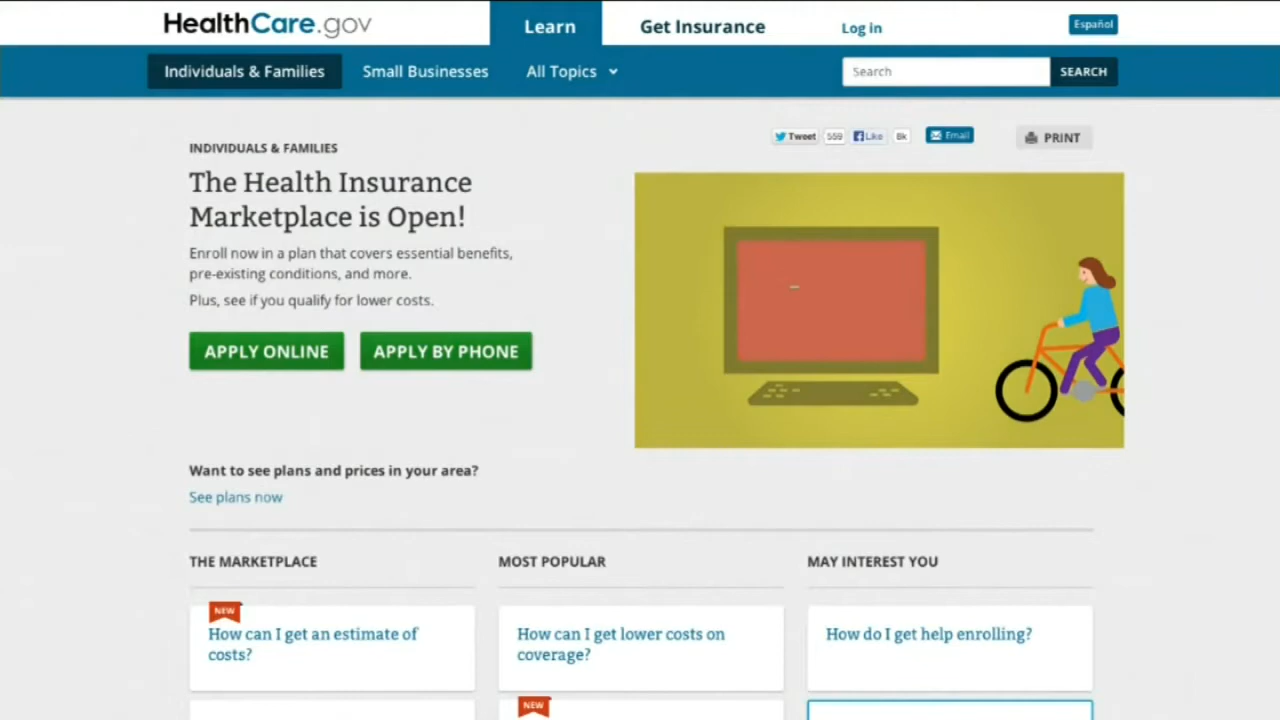 HealthCare.gov
Learn
Get Insurance
Log in
Español
Individuals & Families
Small Businesses
All Topics
Search
SEARCH
Tweet
559
Like
8k
Email
PRINT
INDIVIDUALS & FAMILIES
The Health Insurance
Marketplace is Open!
Enroll now in a plan that covers essential benefits,
pre-existing conditions, and more.
Plus, see if you qualify for lower costs.
APPLY ONLINE
APPLY BY PHONE
Want to see plans and prices in your area?
See plans now
THE MARKETPLACE
NEW
How can I get an estimate of
costs?
MOST POPULAR
How can I get lower costs on
coverage?
NEW
MAY INTEREST YOU
How do I get help enrolling?